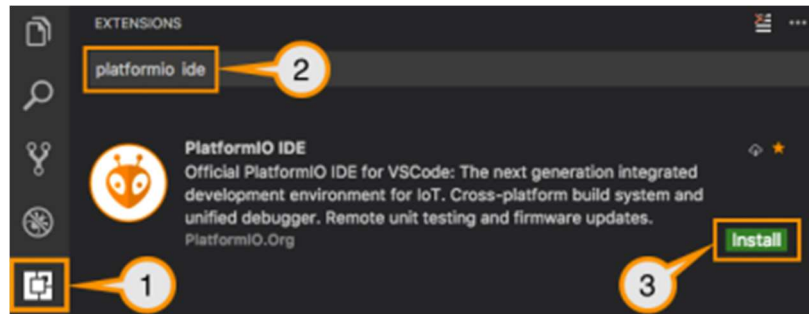 EXTENSIONS
platformio ide
2
PlatformIO IDE
Official PlatformIO IDE for VSCode: The next generation integrated
development environment for IoT. Cross-platform build system and
unified debugger. Remote unit testing and firmware updates.
PlatformIO.Org
Install
1
3